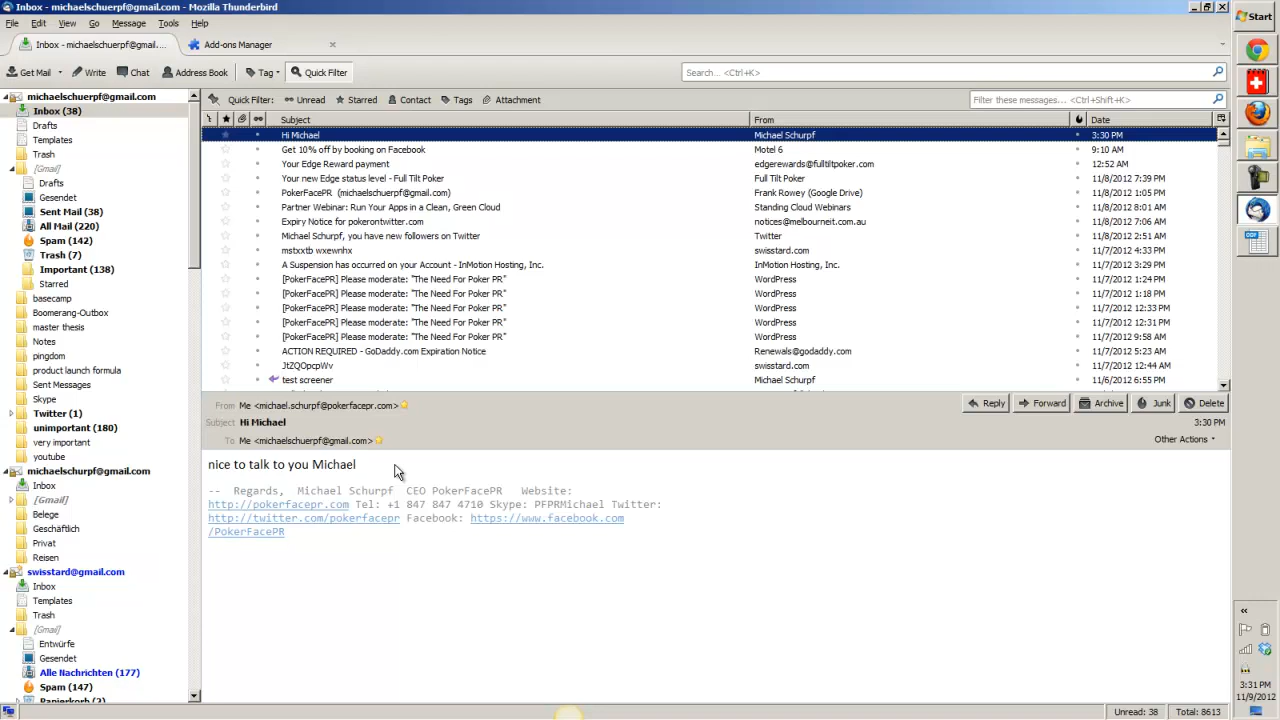 Inbox - michaelschuerpf@gmail.com - Mozilla Thunderbird
File Edit View Go Message Tools Help
Inbox - michaelschuerpf@gmail.com... Add-ons Manager
Get Mail Write Chat Address Book Tag Quick Filter Search... <Ctrl+K>
michaelschuerpf@gmail.com
Inbox (38)
Drafts
Templates
Trash
[Gmail]
Drafts
Gesendet
Sent Mail (38)
All Mail (220)
Spam (142)
Trash (7)
Important (138)
Starred
basecamp
Boomerang-Outbox
master thesis
Notes
pingdom
product launch formula
Sent Messages
Skype
Twitter (1)
unimportant (180)
very important
youtube
michaelschurpf@gmail.com
Inbox
[Gmail]
Belege
Geschäftlich
Privat
Reisen
swisstard@gmail.com
Inbox
Templates
Trash
[Gmail]
Entwürfe
Gesendet
Alle Nachrichten (177)
Spam (147)
Papierkorb (3)
Quick Filter: Unread Starred Contact Tags Attachment Filter these messages... <Ctrl+Shift+K>
Subject From Date
Hi Michael Michael Schurpf 3:30 PM
Get 10% off by booking on Facebook Motel 6 9:10 AM
Your Edge Reward payment edgerewards@fulltiltpoker.com 12:52 AM
Your new Edge status level - Full Tilt Poker Full Tilt Poker 11/8/2012 7:39 PM
PokerFacePR (michaelschuerpf@gmail.com) Frank Rowey (Google Drive) 11/8/2012 1:05 PM
Partner Webinar: Run Your Apps in a Clean, Green Cloud Standing Cloud Webinars 11/8/2012 8:01 AM
Expiry Notice for pokerontwitter.com notices@melbourneit.com.au 11/8/2012 7:06 AM
Michael Schurpf, you have new followers on Twitter Twitter 11/8/2012 2:51 AM
mstxxtb wxewnhx swisstard.com 11/7/2012 4:33 PM
A Suspension has occurred on your Account - InMotion Hosting, Inc. InMotion Hosting, Inc. 11/7/2012 3:29 PM
[PokerFacePR] Please moderate: "The Need For Poker PR" WordPress 11/7/2012 1:24 PM
[PokerFacePR] Please moderate: "The Need For Poker PR" WordPress 11/7/2012 1:18 PM
[PokerFacePR] Please moderate: "The Need For Poker PR" WordPress 11/7/2012 12:33 PM
[PokerFacePR] Please moderate: "The Need For Poker PR" WordPress 11/7/2012 12:31 PM
[PokerFacePR] Please moderate: "The Need For Poker PR" WordPress 11/7/2012 9:58 AM
ACTION REQUIRED - GoDaddy.com Expiration Notice Renewals@godaddy.com 11/7/2012 5:23 AM
JtZQOpcpWv swisstard.com 11/7/2012 12:44 AM
test screener Michael Schurpf 11/6/2012 6:55 PM
From Me <michael.schurpf@pokerfacepr.com> Reply Forward Archive Junk Delete
Subject Hi Michael 3:30 PM
To Me <michaelschuerpf@gmail.com> Other Actions
nice to talk to you Michael
-- Regards, Michael Schurpf CEO PokerFacePR Website:
http://pokerfacepr.com Tel: +1 847 847 4710 Skype: PFPRMichael Twitter:
http://twitter.com/pokerfacepr Facebook: https://www.facebook.com
/PokerFacePR
Unread: 38 Total: 8613
Start
ODF
3:31 PM
11/9/2012